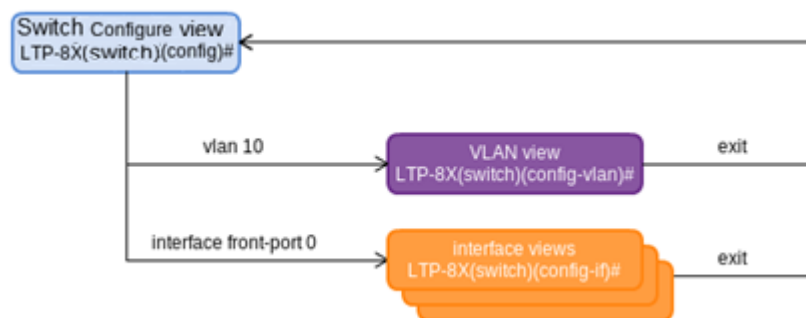 Switch Configure view
LTP-8X(switch)(config)#
vlan 10
VLAN view
LTP-8X(switch)(config-vlan)#
exit
interface front-port 0
interface views
LTP-8X(switch)(config-if)#
exit